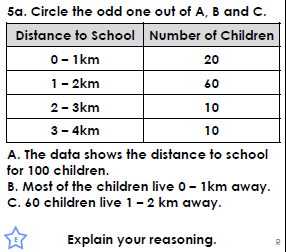 5a. Circle the odd one out of A, B and C.
Distance to School Number of Children
0 – 1km 20
1 – 2km 60
2 – 3km 10
3 – 4km 10
A. The data shows the distance to school
for 100 children.
B. Most of the children live 0 – 1km away.
C. 60 children live 1 – 2 km away.
E Explain your reasoning. R